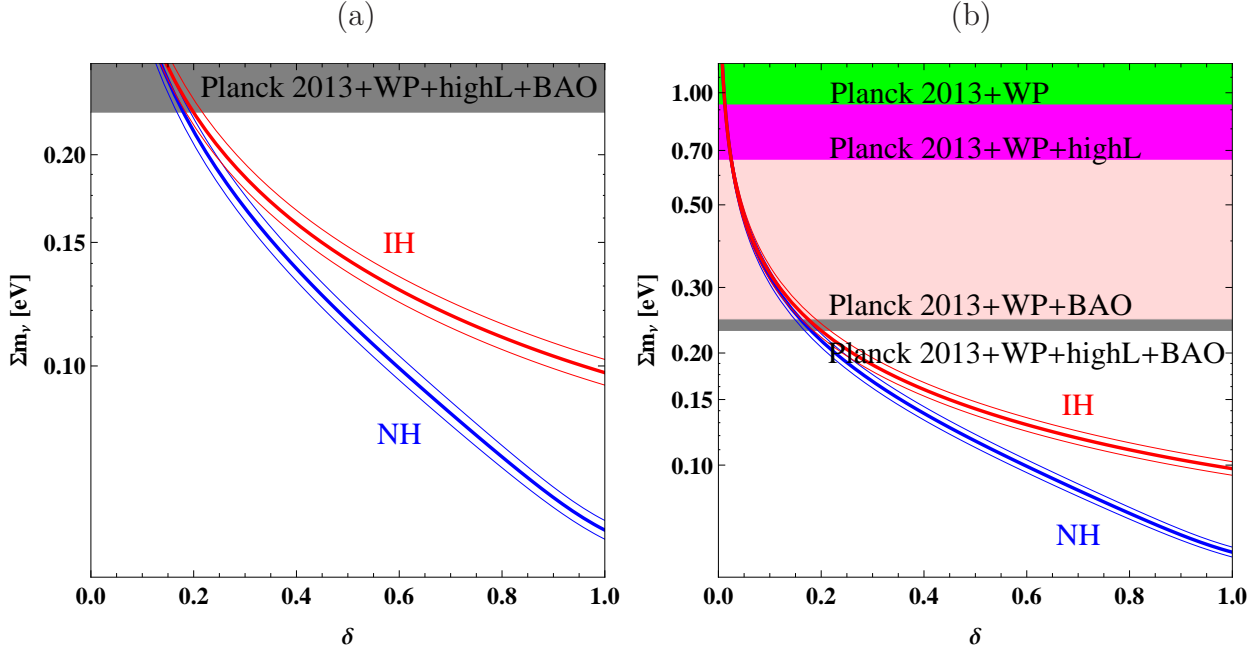 (a)
Planck 2013+WP+highL+BAO
0.20
0.15
0.10
Σmν [eV]
IH
NH
0.0 0.2 0.4 0.6 0.8 1.0
δ
(b)
Planck 2013+WP
1.00
Planck 2013+WP+highL
0.70
0.50
0.30
Planck 2013+WP+BAO
0.20
Planck 2013+WP+highL+BAO
0.15
0.10
Σmν [eV]
IH
NH
0.0 0.2 0.4 0.6 0.8 1.0
δ